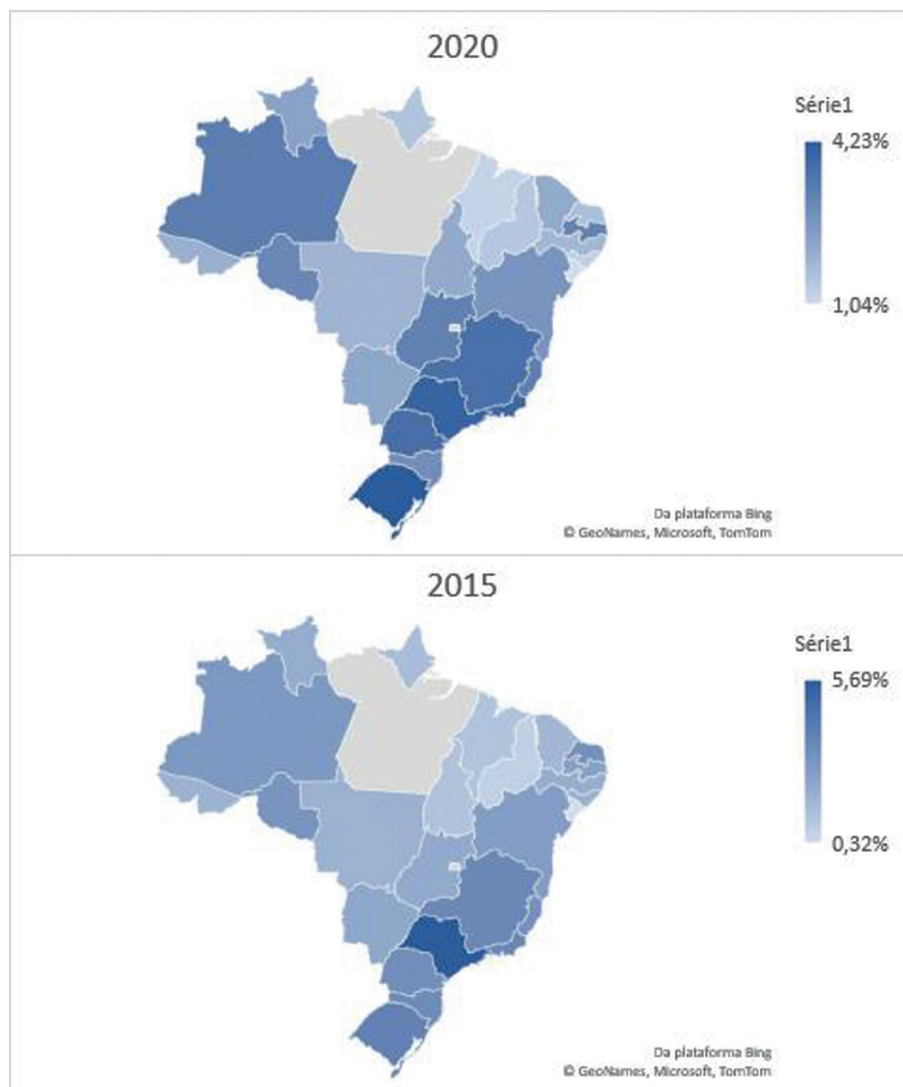 2020
Série1
4,23%
1,04%
Da plataforma Bing
© GeoNames, Microsoft, TomTom
2015
Série1
5,69%
0,32%
Da plataforma Bing
© GeoNames, Microsoft, TomTom